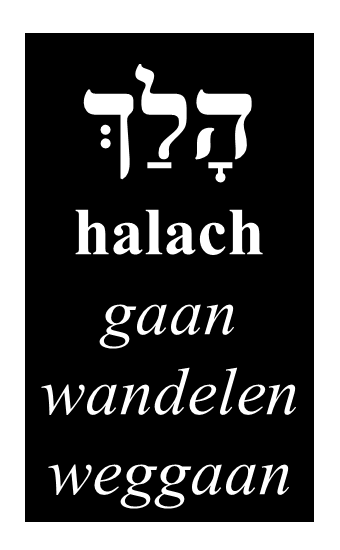 הָלַךְ
halach
gaan
wandelen
weggaan